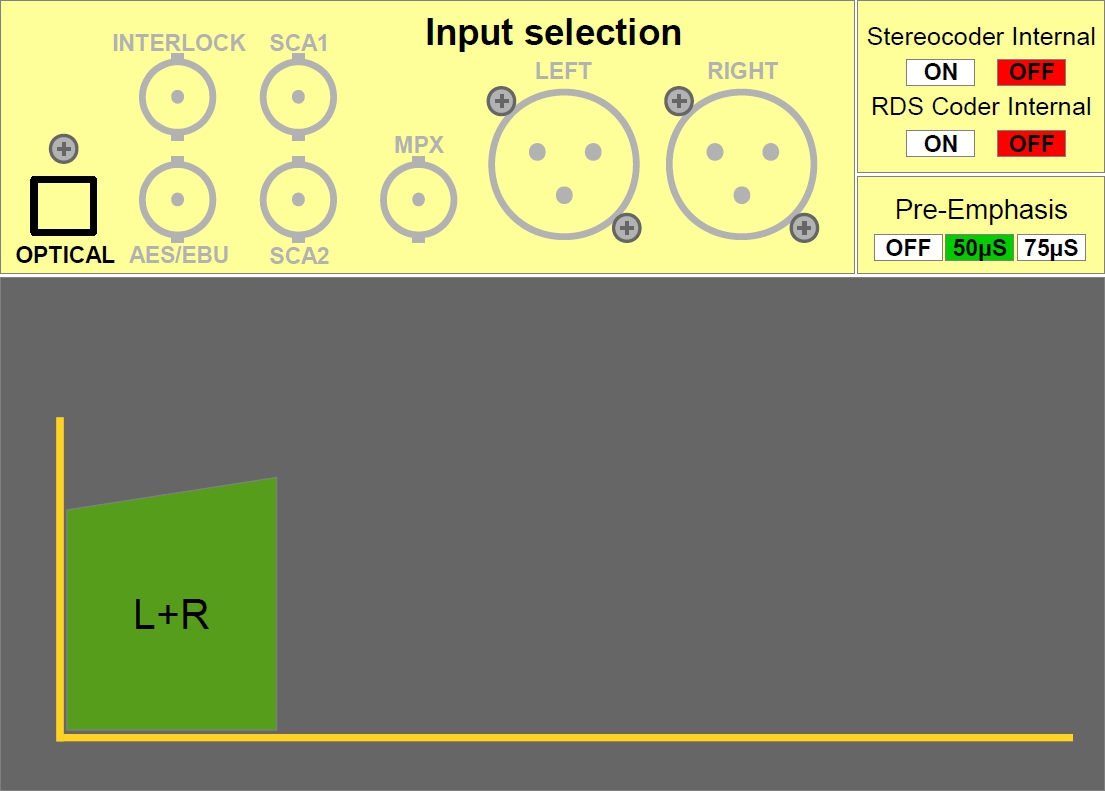 Input selection
INTERLOCK SCA1
LEFT RIGHT
MPX
OPTICAL AES/EBU SCA2
Stereocoder Internal
ON OFF
RDS Coder Internal
ON OFF
Pre-Emphasis
OFF 50µS 75µS
L+R